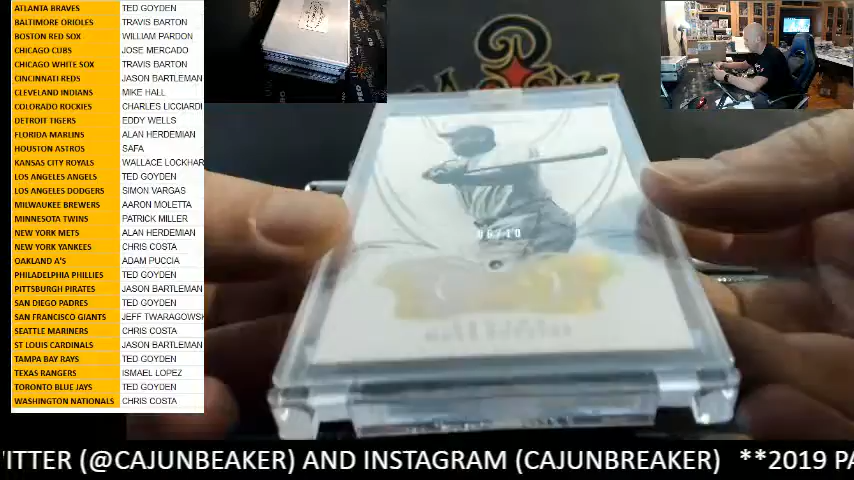 ATLANTA BRAVES TED GOYDEN
BALTIMORE ORIOLES TRAVIS BARTON
BOSTON RED SOX WILLIAM PARDON
CHICAGO CUBS JOSE MERCADO
CHICAGO WHITE SOX TRAVIS BARTON
CINCINNATI REDS JASON BARTLEMAN
CLEVELAND INDIANS MIKE HALL
COLORADO ROCKIES CHARLES LICCIARDI
DETROIT TIGERS EDDY WELLS
FLORIDA MARLINS ALAN HERDEMIAN
HOUSTON ASTROS SAFA
KANSAS CITY ROYALS WALLACE LOCKHAR
LOS ANGELES ANGELS TED GOYDEN
LOS ANGELES DODGERS SIMON VARGAS
MILWAUKEE BREWERS AARON MOLETTA
MINNESOTA TWINS PATRICK MILLER
NEW YORK METS ALAN HERDEMIAN
NEW YORK YANKEES CHRIS COSTA
OAKLAND A'S ADAM PUCCIA
PHILADELPHIA PHILLIES TED GOYDEN
PITTSBURGH PIRATES JASON BARTLEMAN
SAN DIEGO PADRES TED GOYDEN
SAN FRANCISCO GIANTS JEFF TWARAGOWSK
SEATTLE MARINERS CHRIS COSTA
ST LOUIS CARDINALS JASON BARTLEMAN
TAMPA BAY RAYS TED GOYDEN
TEXAS RANGERS ISMAEL LOPEZ
TORONTO BLUE JAYS TED GOYDEN
WASHINGTON NATIONALS CHRIS COSTA
06/10
WITTER (@CAJUNBEAKER) AND INSTAGRAM (CAJUNBREAKER) **2019 PA